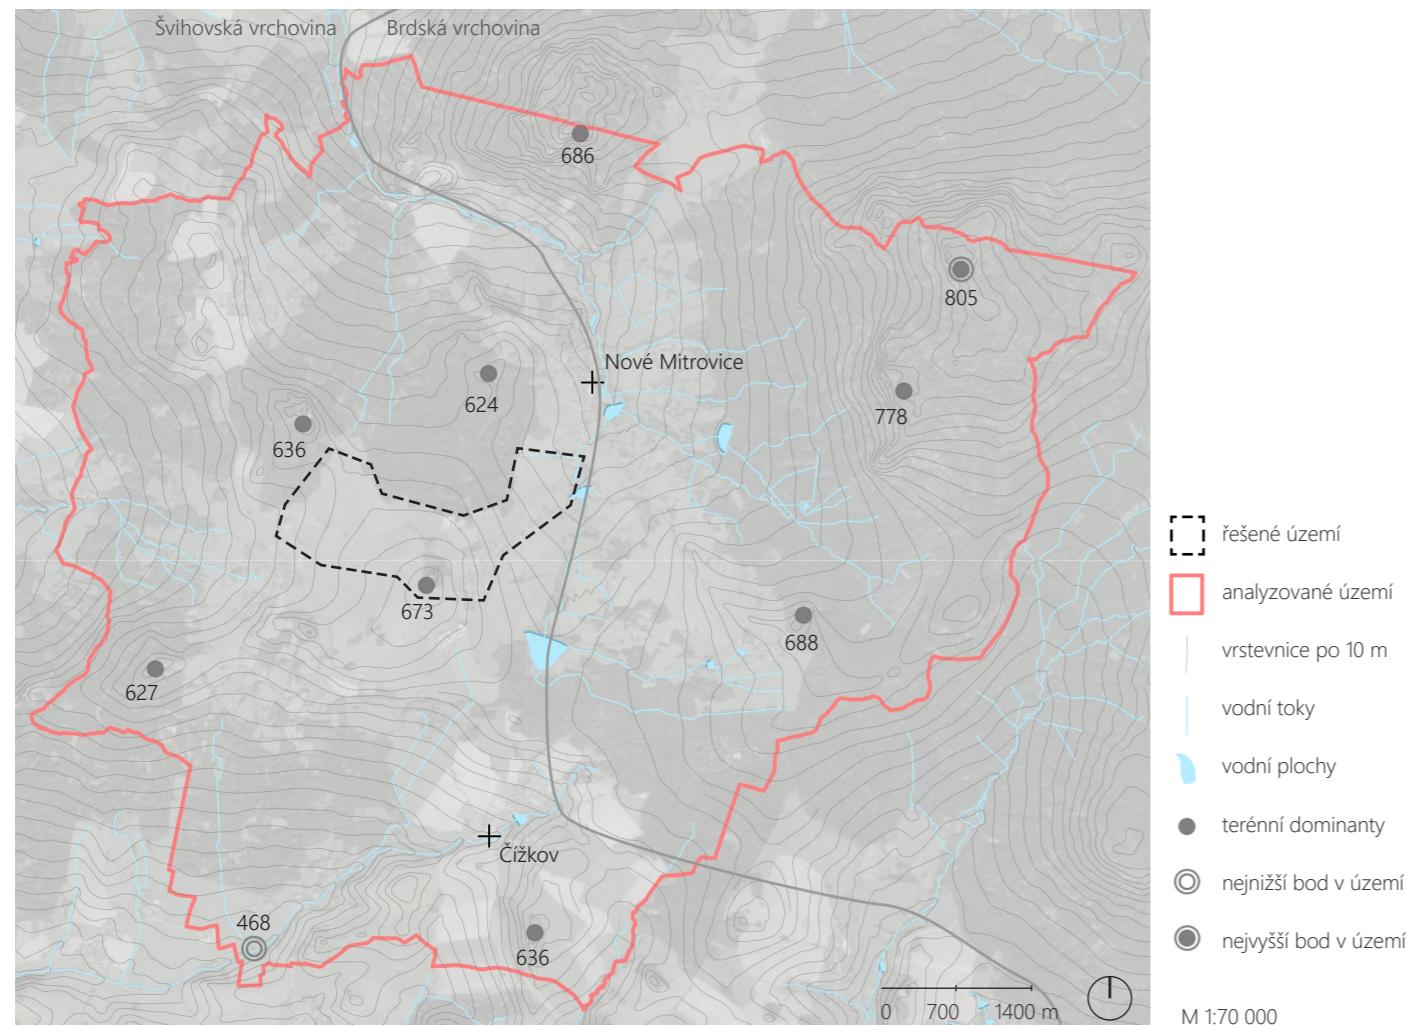 Švihovská vrchovina
Brdská vrchovina
686
805
Nové Mitrovice
624
778
636
673
688
627
Čížkov
468
636
0 700 1400 m
řešené území
analyzované území
vrstevnice po 10 m
vodní toky
vodní plochy
terénní dominanty
nejnižší bod v území
nejvyšší bod v území
M 1:70 000